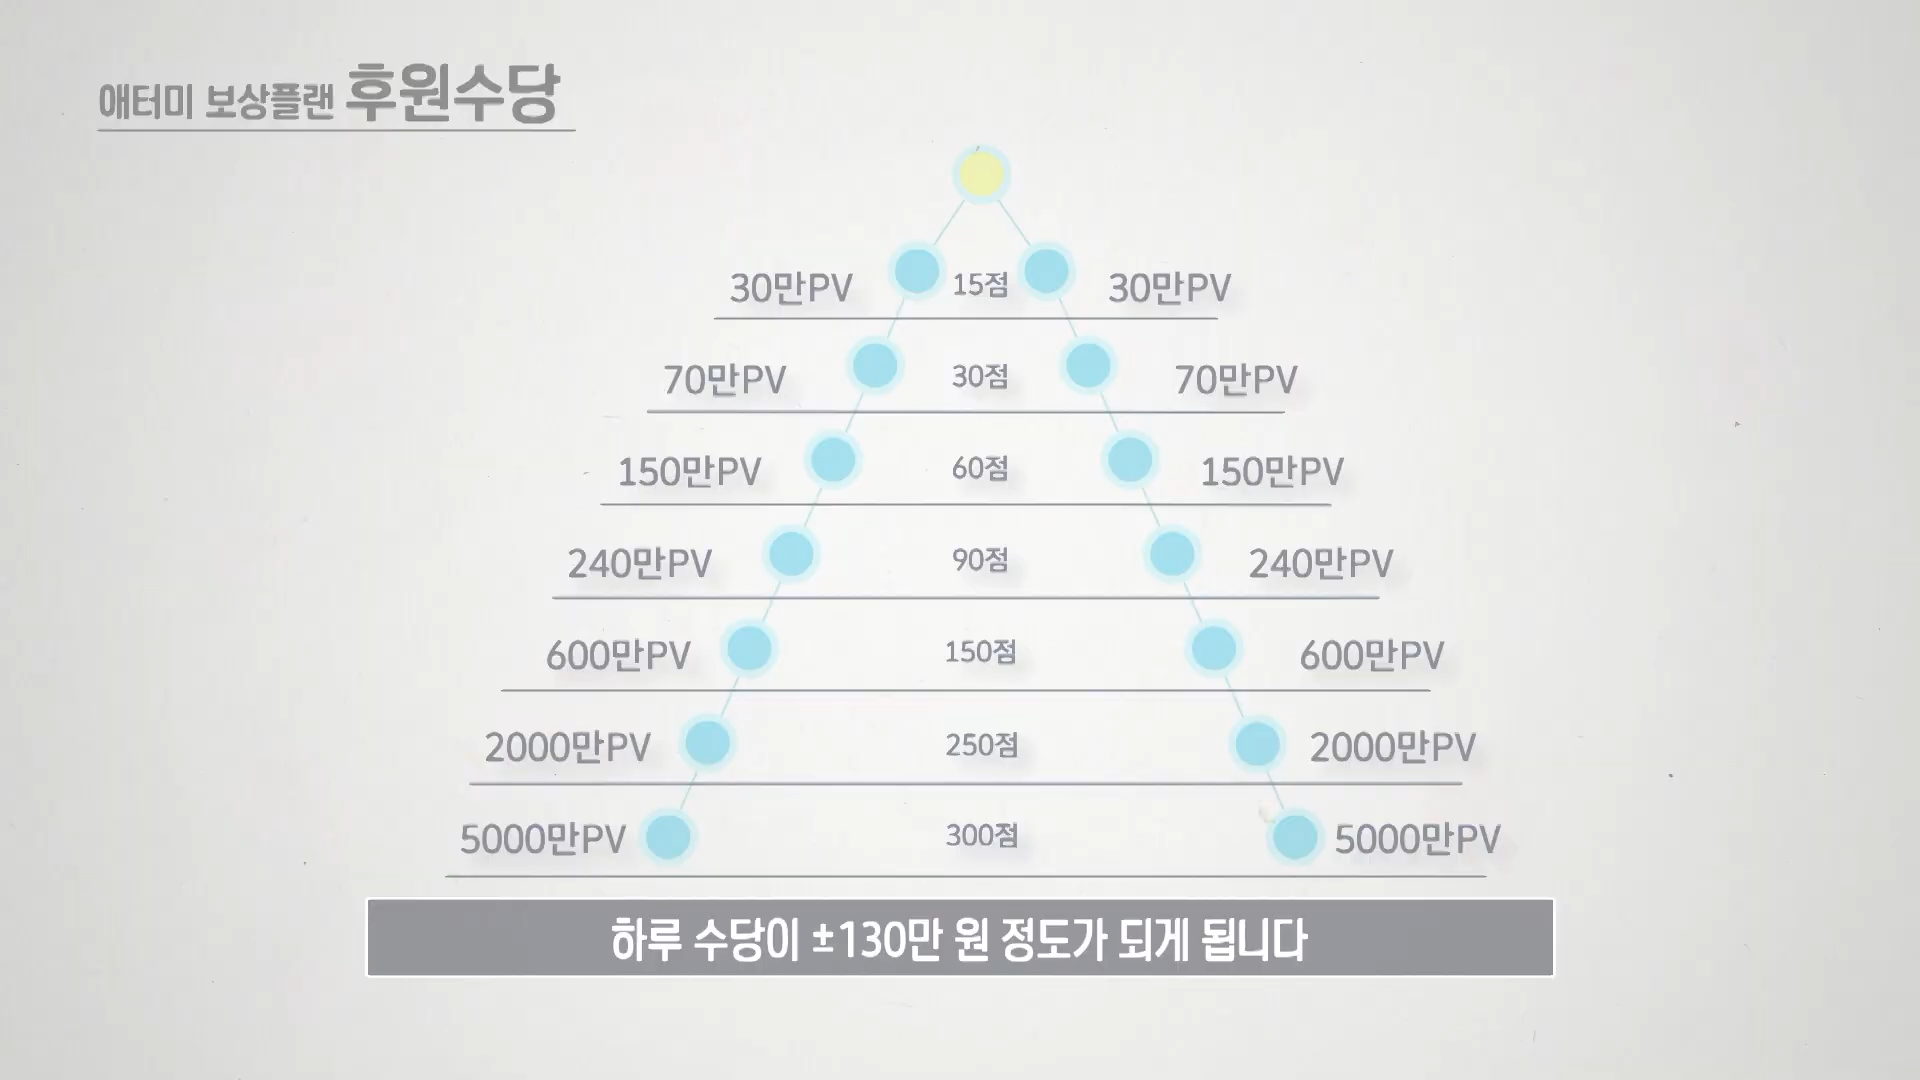 애터미 보상플랜 후원수당
30만PV 15점 30만PV
70만PV 30점 70만PV
150만PV 60점 150만PV
240만PV 90점 240만PV
600만PV 150점 600만PV
2000만PV 250점 2000만PV
5000만PV 300점 5000만PV
하루 수당이 ±130만 원 정도가 되게 됩니다